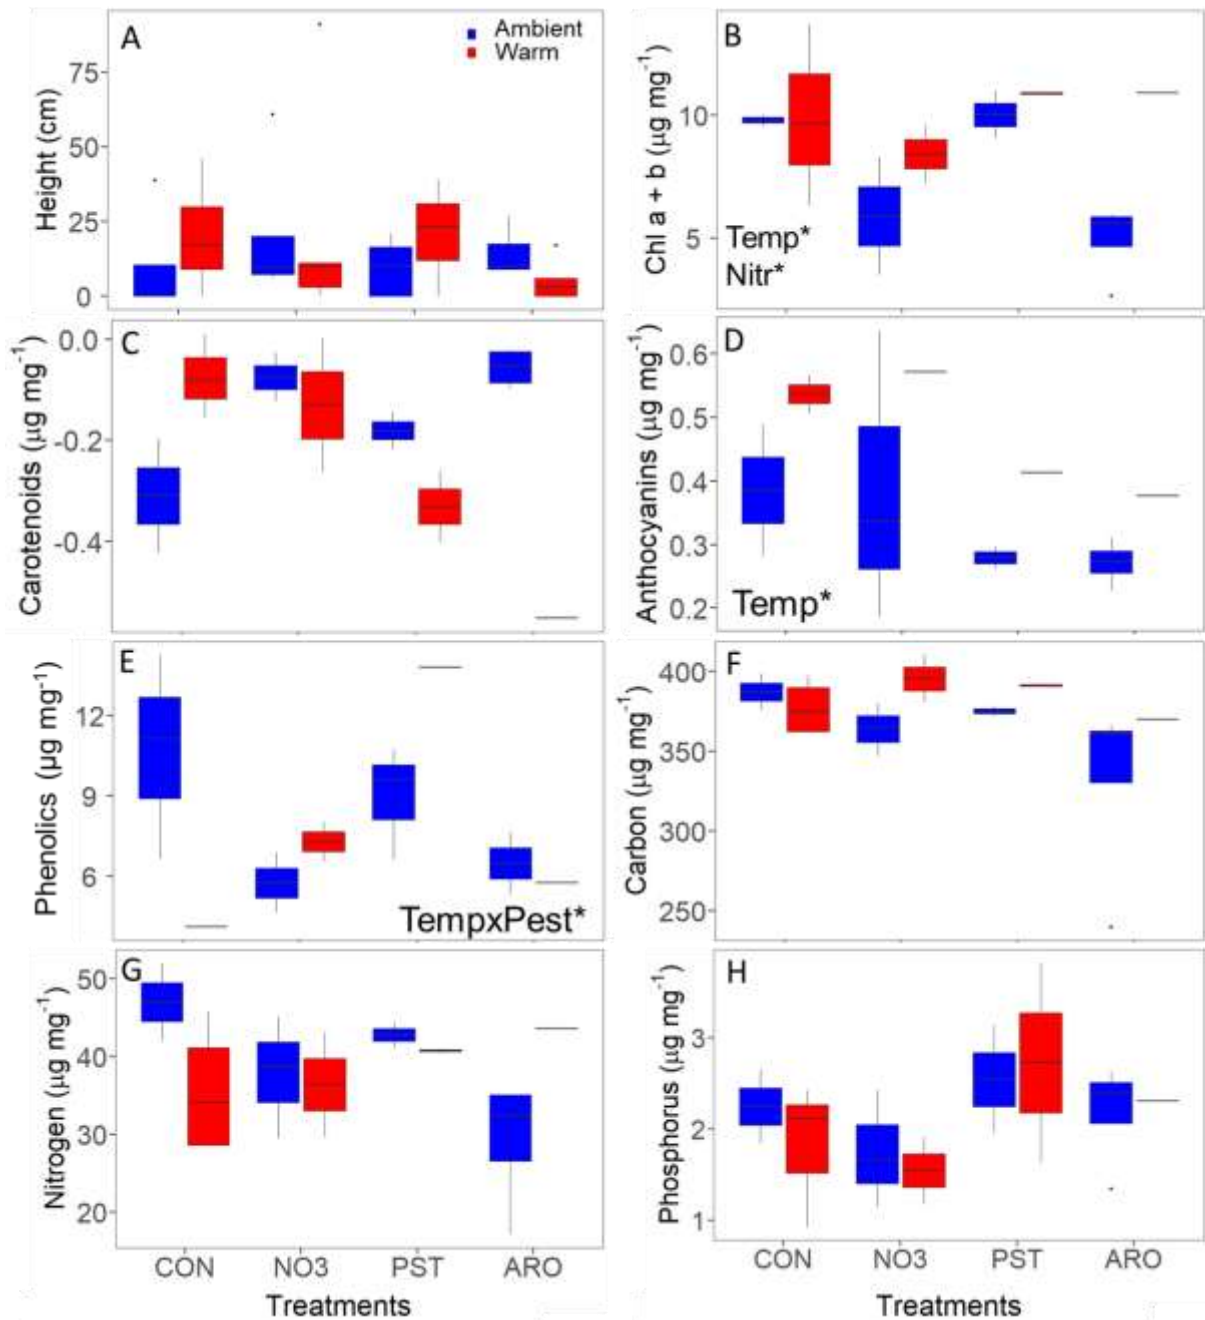 A
Ambient
Warm
75
50
25
0
Height (cm)
B
10
5
Chl a + b (µg mg⁻¹)
Temp*
Nitr*
C
0.0
-0.2
-0.4
Carotenoids (µg mg⁻¹)
D
0.6
0.5
0.4
0.3
0.2
Anthocyanins (µg mg⁻¹)
Temp*
E
12
9
6
Phenolics (µg mg⁻¹)
TempxPest*
F
400
350
300
250
Carbon (µg mg⁻¹)
G
50
40
30
20
Nitrogen (µg mg⁻¹)
CON NO3 PST ARO
Treatments
H
3
2
1
Phosphorus (µg mg⁻¹)
CON NO3 PST ARO
Treatments